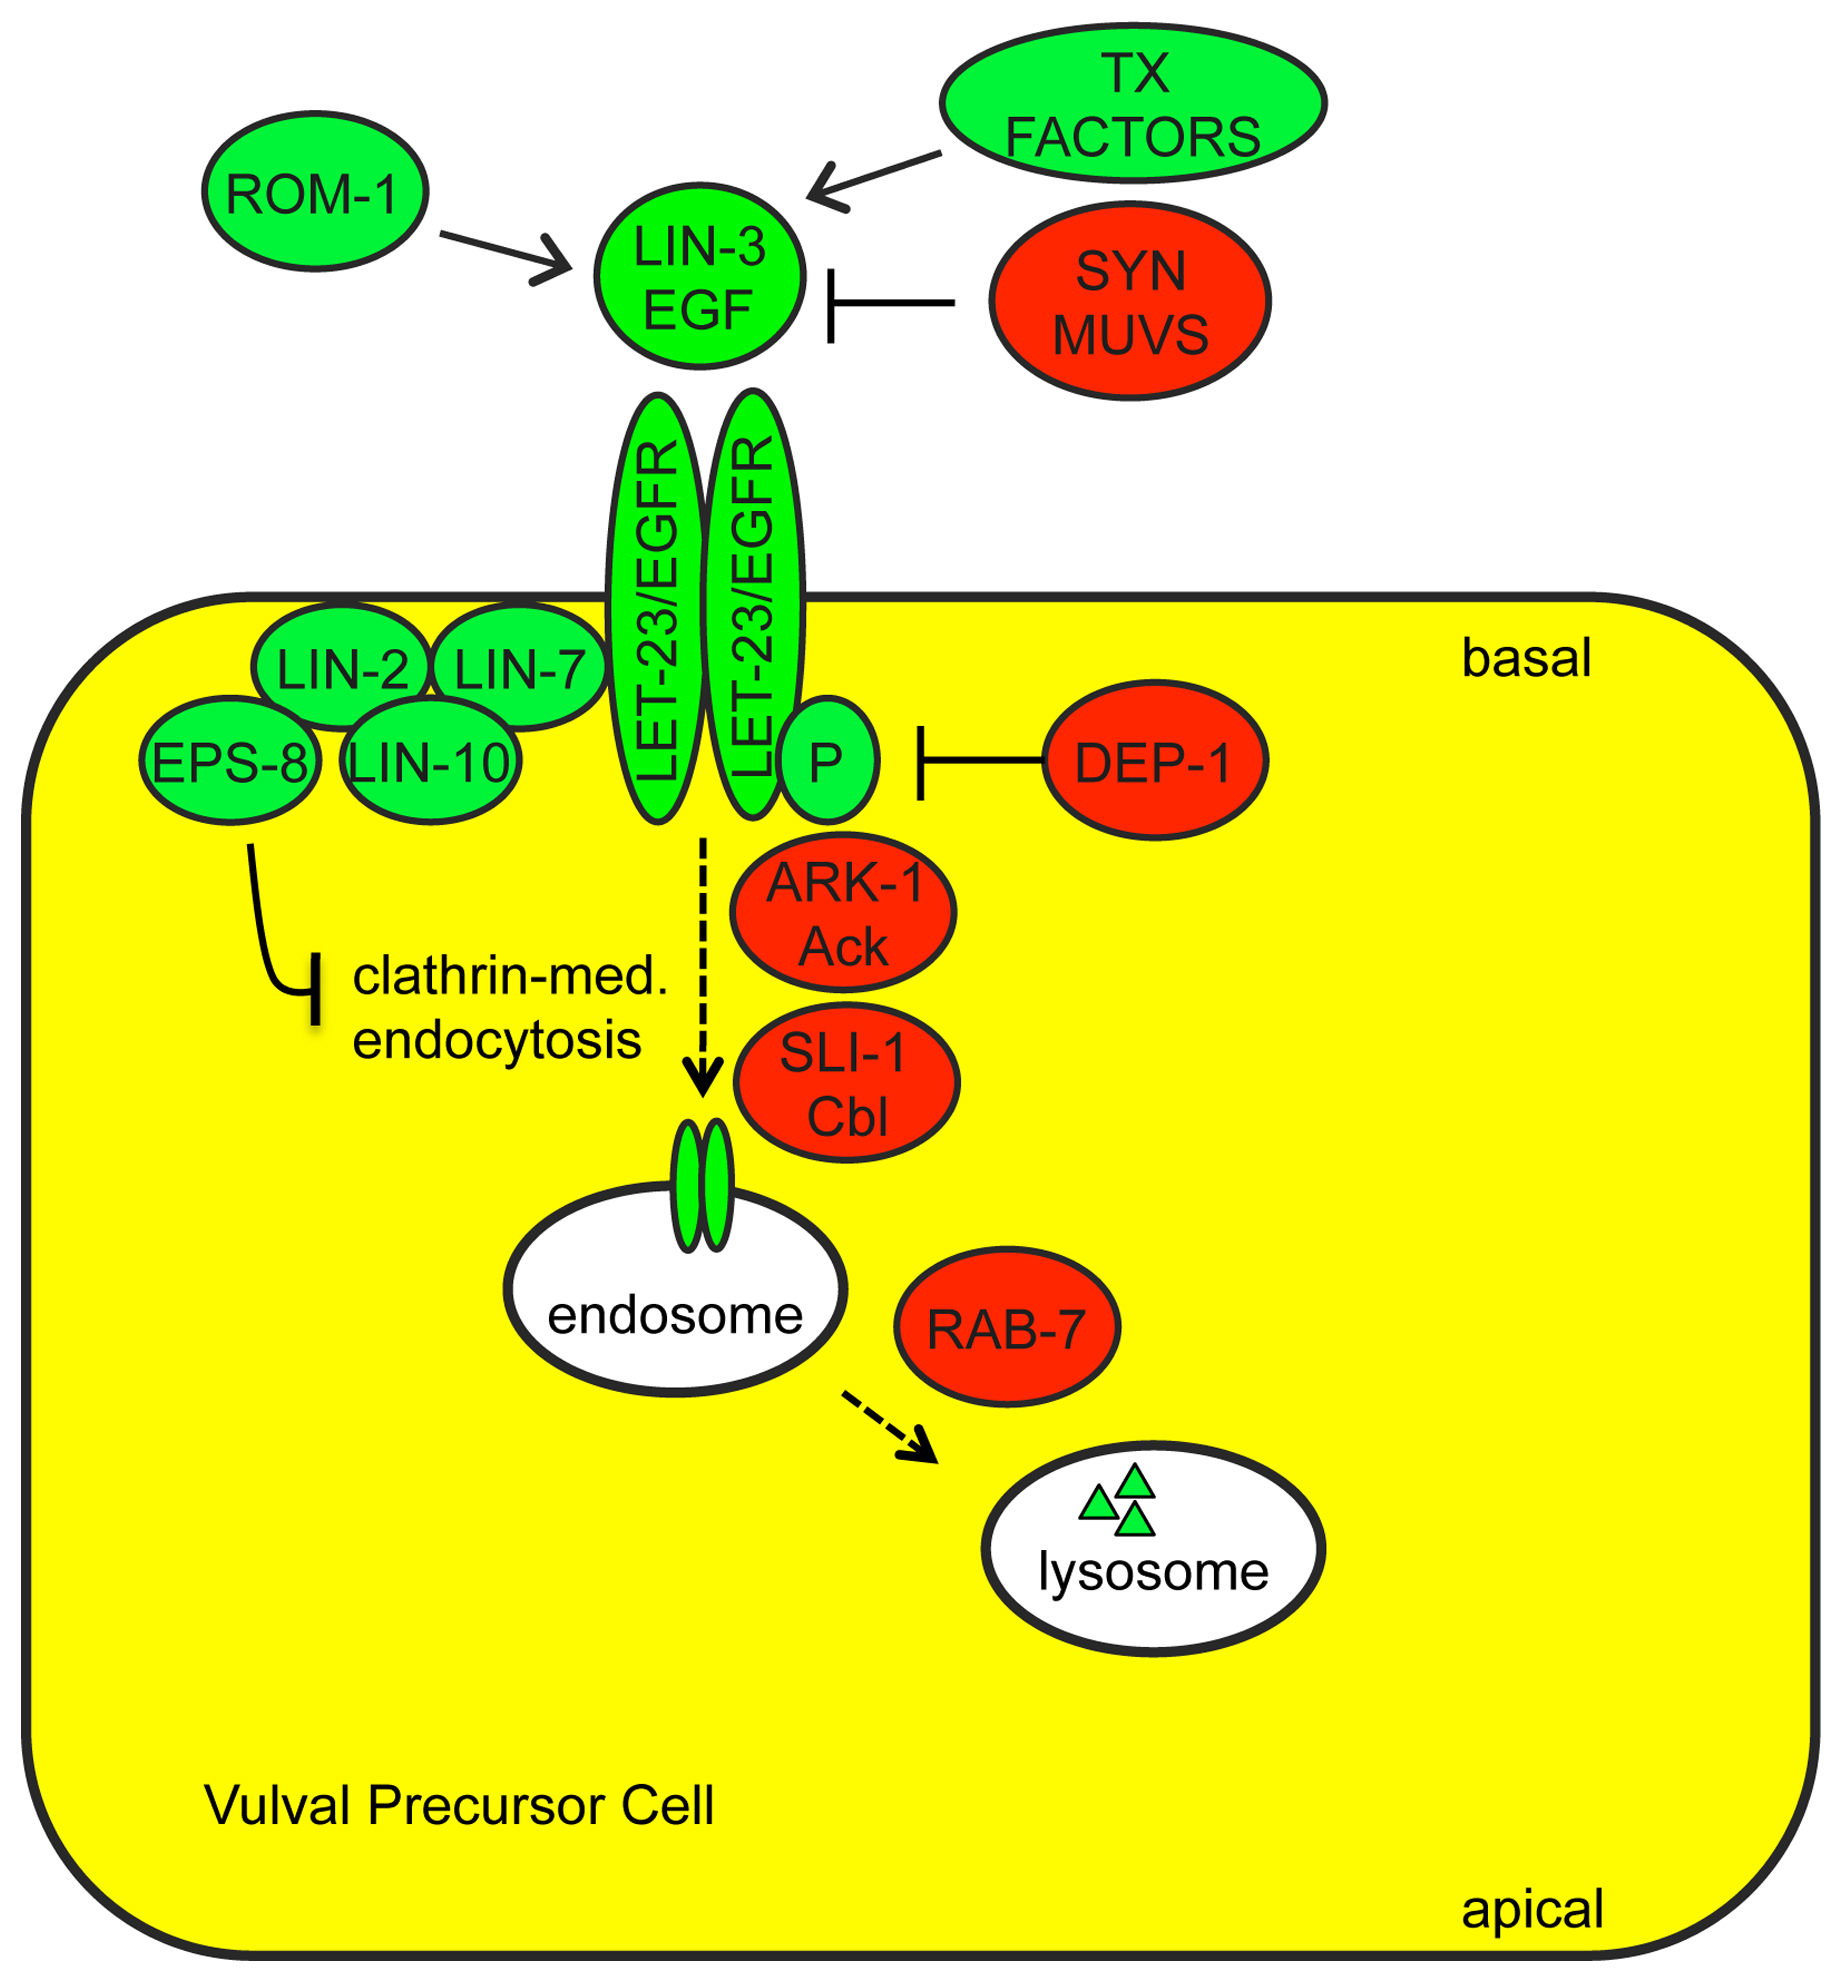 TX
FACTORS
ROM-1
LIN-3
EGF
SYN
MUVS
LET-23/EGFR
LET-23/EGFR
basal
LIN-2
LIN-7
EPS-8
LIN-10
P
DEP-1
ARK-1
Ack
clathrin-med.
endocytosis
SLI-1
Cbl
endosome
RAB-7
lysosome
Vulval Precursor Cell
apical